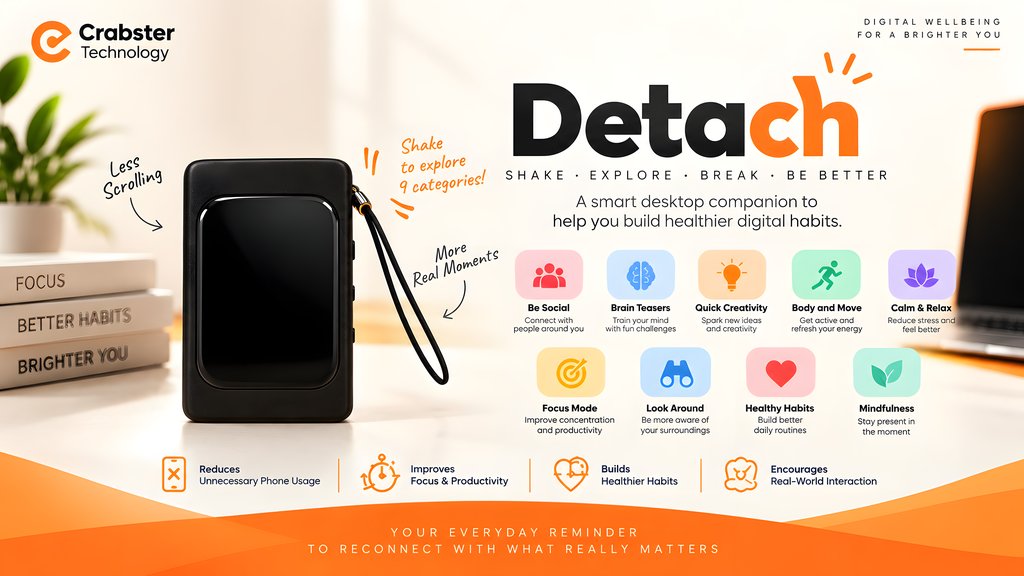 Crabster
Technology
DIGITAL WELLBEING
FOR A BRIGHTER YOU
Less
Scrolling
Shake
to explore
9 categories!
More
Real Moments
FOCUS
BETTER HABITS
BRIGHTER YOU
Detach
SHAKE · EXPLORE · BREAK · BE BETTER
A smart desktop companion to
help you build healthier digital habits.
Be Social
Connect with
people around you
Brain Teasers
Train your mind
with fun challenges
Quick Creativity
Spark new ideas
and creativity
Body and Move
Get active and
refresh your energy
Calm & Relax
Reduce stress and
feel better
Focus Mode
Improve concentration
and productivity
Look Around
Be more aware of
your surroundings
Healthy Habits
Build better
daily routines
Mindfulness
Stay present in
the moment
Reduces
Unnecessary Phone Usage
Improves
Focus & Productivity
Builds
Healthier Habits
Encourages
Real-World Interaction
YOUR EVERYDAY REMINDER
TO RECONNECT WITH WHAT REALLY MATTERS